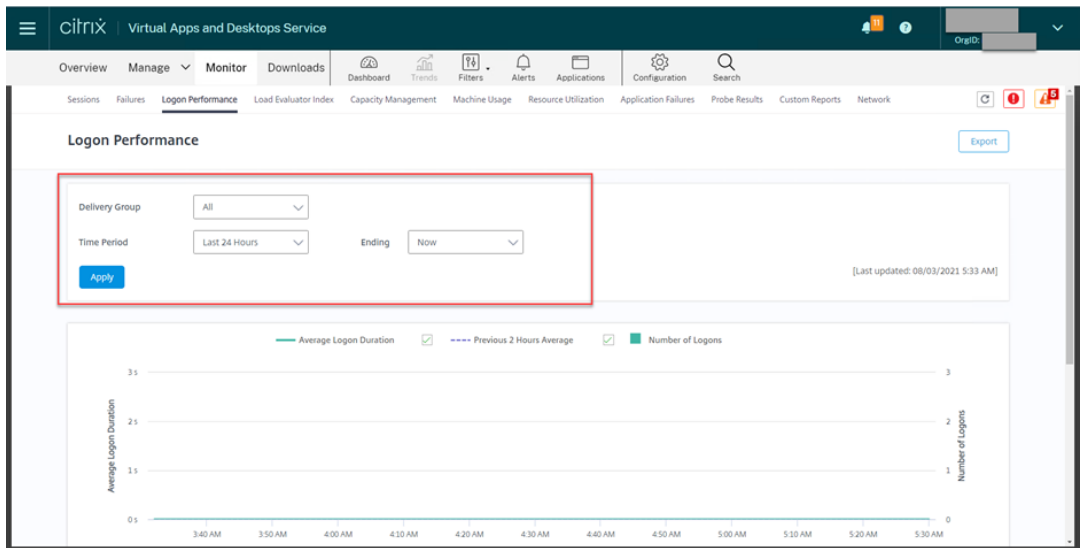 citrix | Virtual Apps and Desktops Service
11
OrgID:
Overview Manage Monitor Downloads Dashboard Trends Filters Alerts Applications Configuration Search
Sessions Failures Logon Performance Load Evaluator Index Capacity Management Machine Usage Resource Utilization Application Failures Probe Results Custom Reports Network
5
Logon Performance
Export
Delivery Group All
Time Period Last 24 Hours Ending Now
Apply
[Last updated: 08/03/2021 5:33 AM]
Average Logon Duration Previous 2 Hours Average Number of Logons
3 s 3
2 s 2
1 s 1
0 s 0
Average Logon Duration
Number of Logons
3:40 AM 3:50 AM 4:00 AM 4:10 AM 4:20 AM 4:30 AM 4:40 AM 4:50 AM 5:00 AM 5:10 AM 5:20 AM 5:30 AM